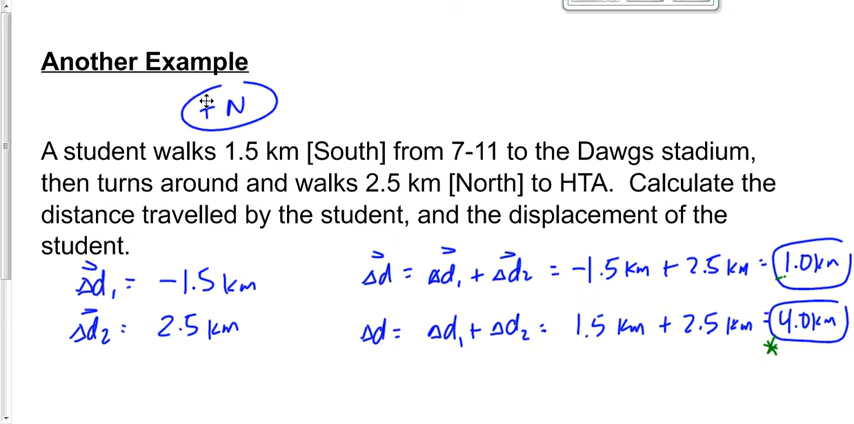 Another Example
+ N
A student walks 1.5 km [South] from 7-11 to the Dawgs stadium,
then turns around and walks 2.5 km [North] to HTA.  Calculate the
distance travelled by the student, and the displacement of the
student.
Δd⃗₁ = -1.5 km
Δd⃗₂ = 2.5 km
Δd⃗ = Δd⃗₁ + Δd⃗₂ = -1.5 km + 2.5 km = 1.0 km
Δd = Δd₁ + Δd₂ = 1.5 km + 2.5 km = 4.0 km
*